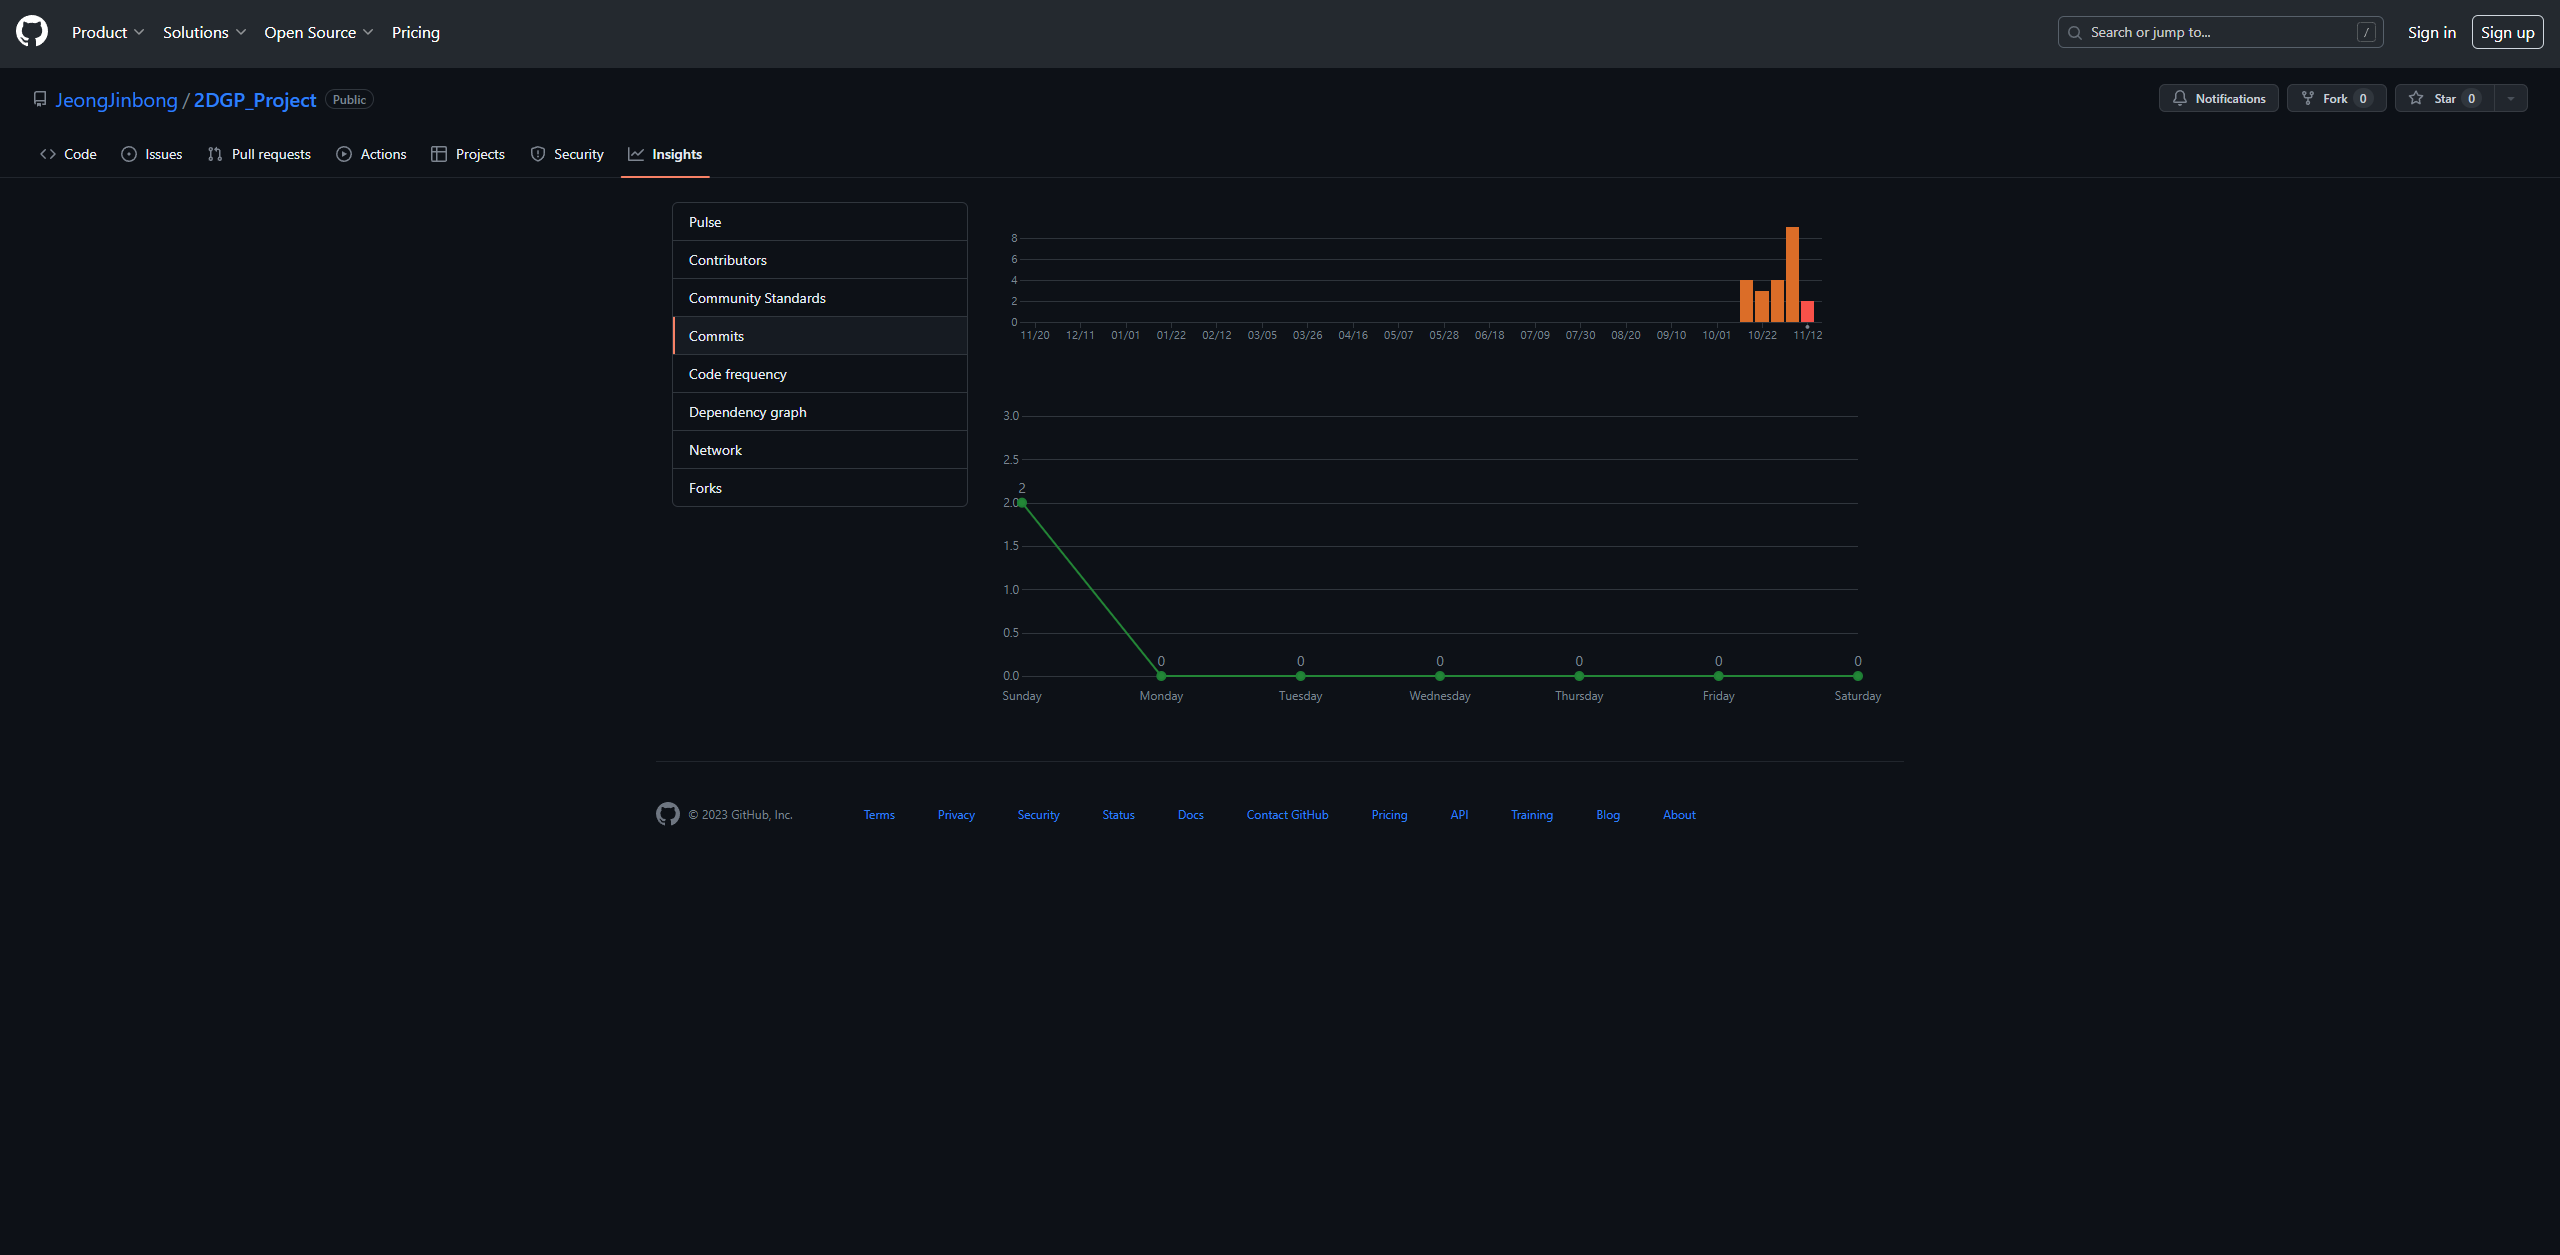 Product Solutions Open Source Pricing Search or jump to... / Sign in Sign up
JeongJinbong / 2DGP_Project Public Notifications Fork 0 Star 0
Code Issues Pull requests Actions Projects Security Insights
Pulse
Contributors
Community Standards
Commits
Code frequency
Dependency graph
Network
Forks
8
6
4
2
0
11/20 12/11 01/01 01/22 02/12 03/05 03/26 04/16 05/07 05/28 06/18 07/09 07/30 08/20 09/10 10/01 10/22 11/12
3.0
2.5
2
2.0
1.5
1.0
0.5
0 0 0 0 0 0
0.0
Sunday Monday Tuesday Wednesday Thursday Friday Saturday
© 2023 GitHub, Inc. Terms Privacy Security Status Docs Contact GitHub Pricing API Training Blog About